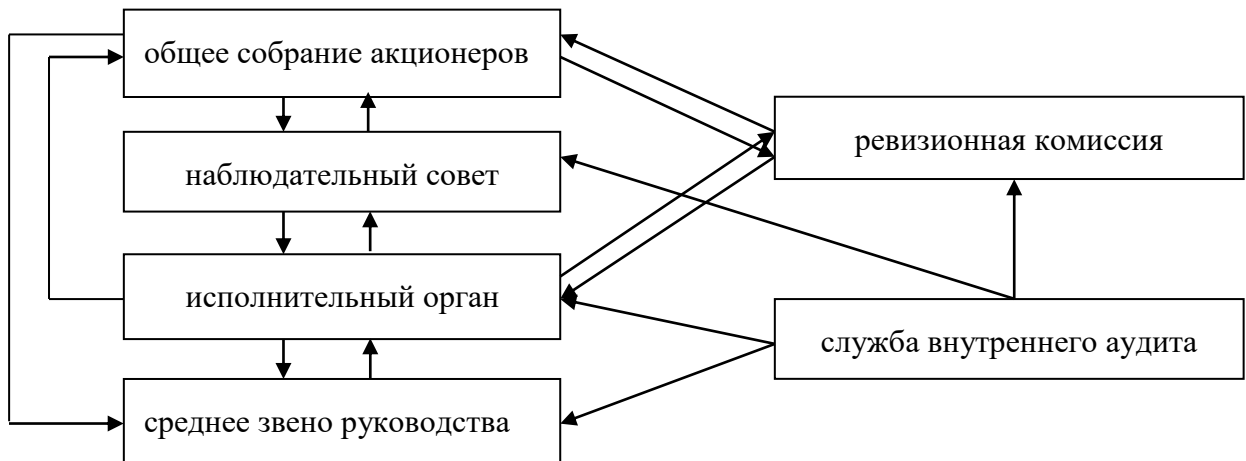 общее собрание акционеров
наблюдательный совет
исполнительный орган
среднее звено руководства
ревизионная комиссия
служба внутреннего аудита